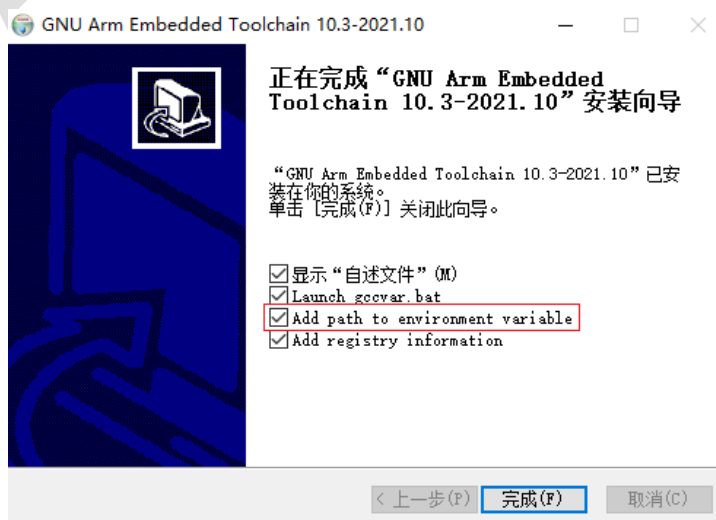 GNU Arm Embedded Toolchain 10.3-2021.10
正在完成“GNU Arm Embedded
Toolchain 10.3-2021.10”安装向导
“GNU Arm Embedded Toolchain 10.3-2021.10”已安
装在你的系统。
单击 [完成(F)] 关闭此向导。
显示“自述文件”(M)
Launch gccvar.bat
Add path to environment variable
Add registry information
< 上一步(P)
完成(F)
取消(C)